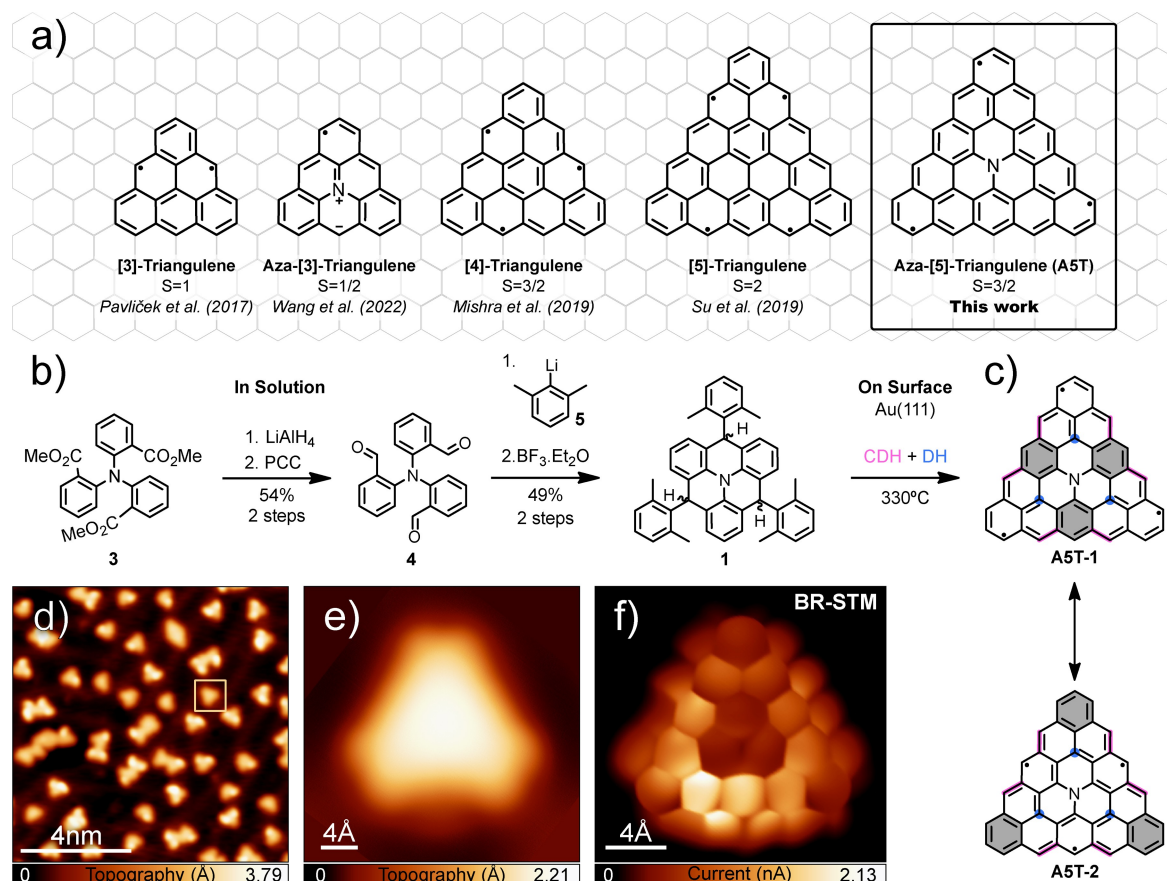 a)
N
+
−
N
[3]-Triangulene
S=1
Pavliček et al. (2017)
Aza-[3]-Triangulene
S=1/2
Wang et al. (2022)
[4]-Triangulene
S=3/2
Mishra et al. (2019)
[5]-Triangulene
S=2
Su et al. (2019)
Aza-[5]-Triangulene (A5T)
S=3/2
This work
b)
MeO₂C
CO₂Me
N
MeO₂C
3
In Solution
1. LiAlH₄
2. PCC
54%
2 steps
O
O
N
O
4
1.
Li
5
2.BF₃.Et₂O
49%
2 steps
H
N
H
H
1
On Surface
Au(111)
CDH + DH
330ºC
c)
N
A5T-1
N
A5T-2
d)
4nm
0 Topography (Å) 3.79
e)
4Å
0 Topography (Å) 2.21
f)
BR-STM
4Å
0 Current (nA) 2.13